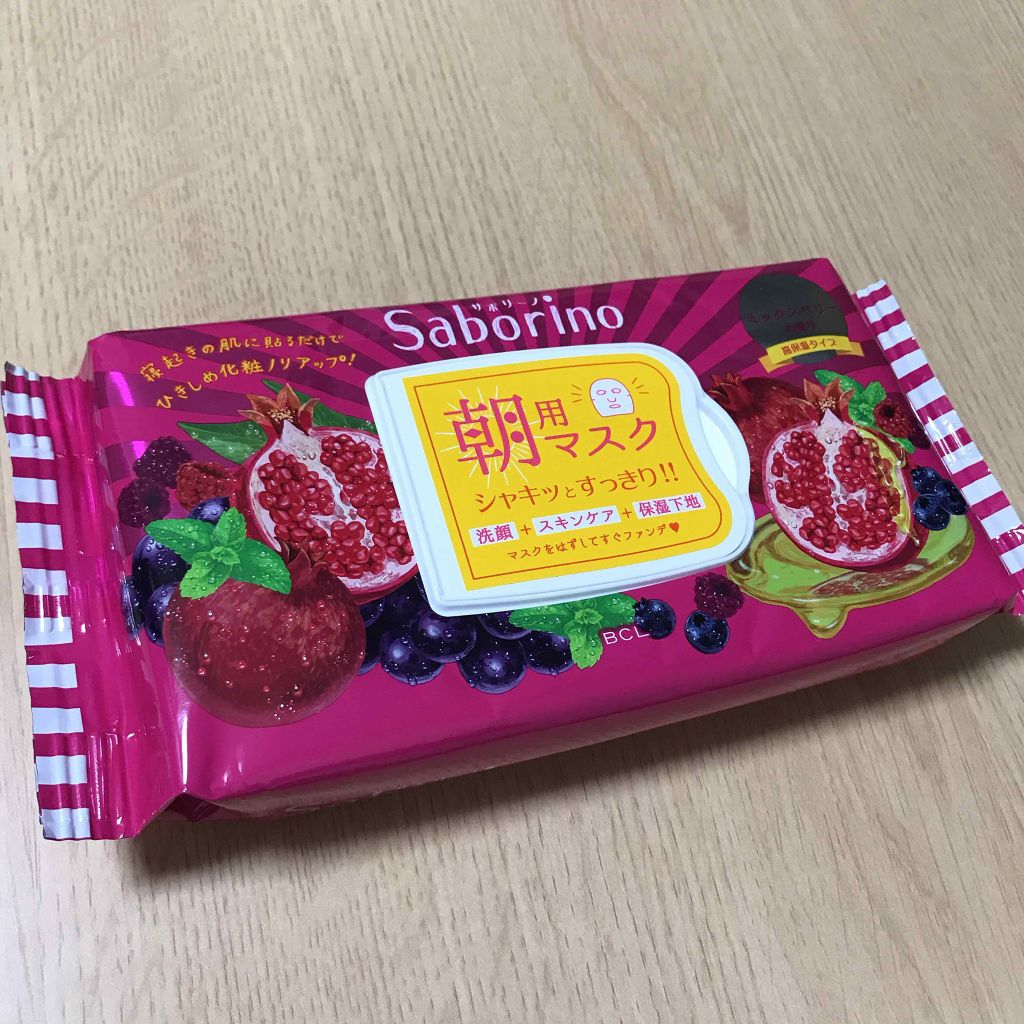 サボリーノ
Saborino
寝起きの肌に貼るだけで
ひきしめ化粧ノリアップ!
ミックスベリー
の香り
高保湿タイプ
朝用マスク
シャキッとすっきり!!
洗顔+スキンケア+保湿下地
マスクをはずしてすぐファンデ♥
BCL